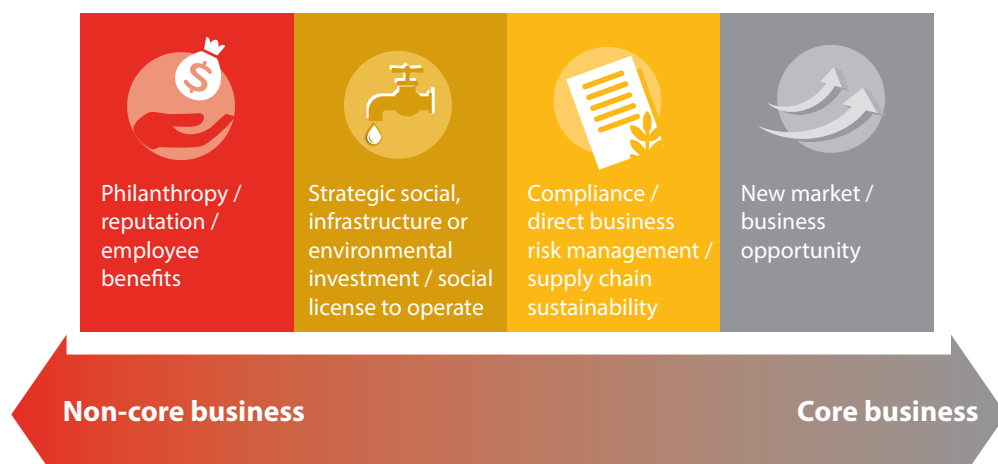 $
Philanthropy /
reputation /
employee
benefits
Strategic social,
infrastructure or
environmental
investment / social
license to operate
Compliance /
direct business
risk management /
supply chain
sustainability
New market /
business
opportunity
Non-core business
Core business